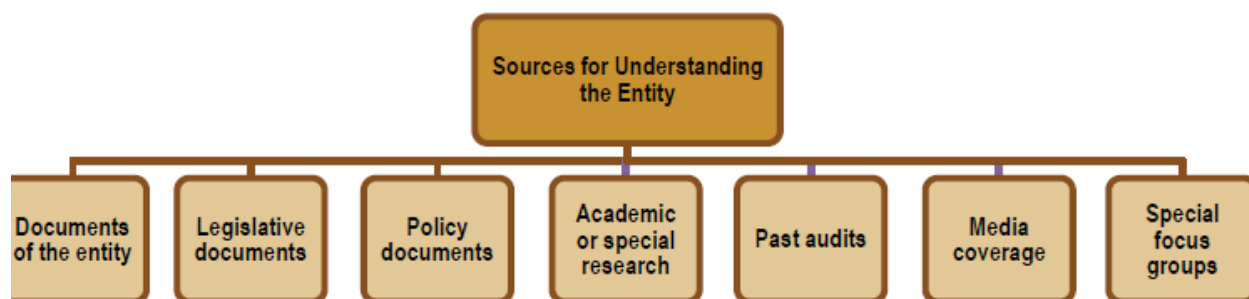 Sources for Understanding
the Entity
Documents
of the entity
Legislative
documents
Policy
documents
Academic
or special
research
Past audits
Media
coverage
Special
focus
groups